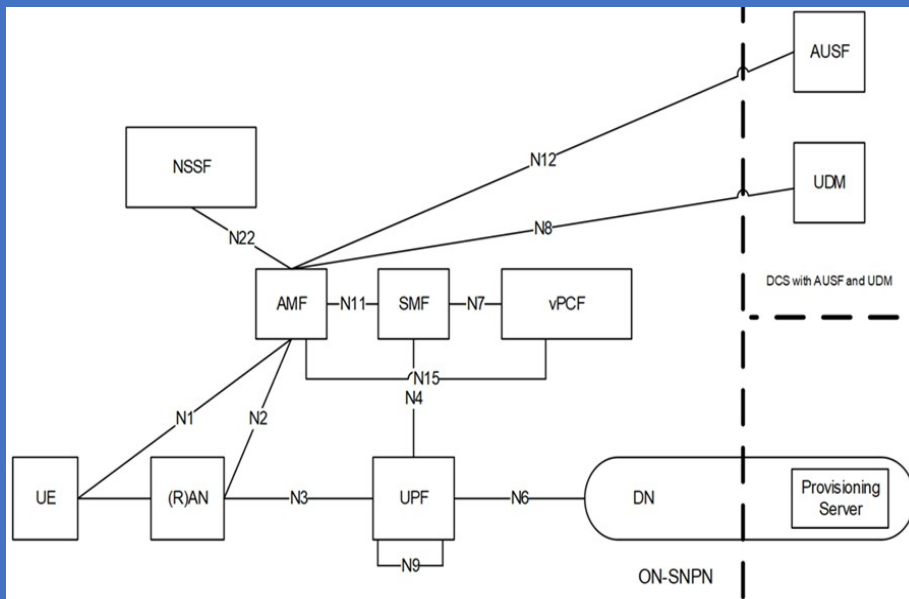 AUSF
N12
NSSF
UDM
N22
N8
DCS with AUSF and UDM
AMF
N11
SMF
N7
vPCF
N15
N4
N1
N2
UE
(R)AN
N3
UPF
N6
DN
Provisioning
Server
N9
ON-SNPN